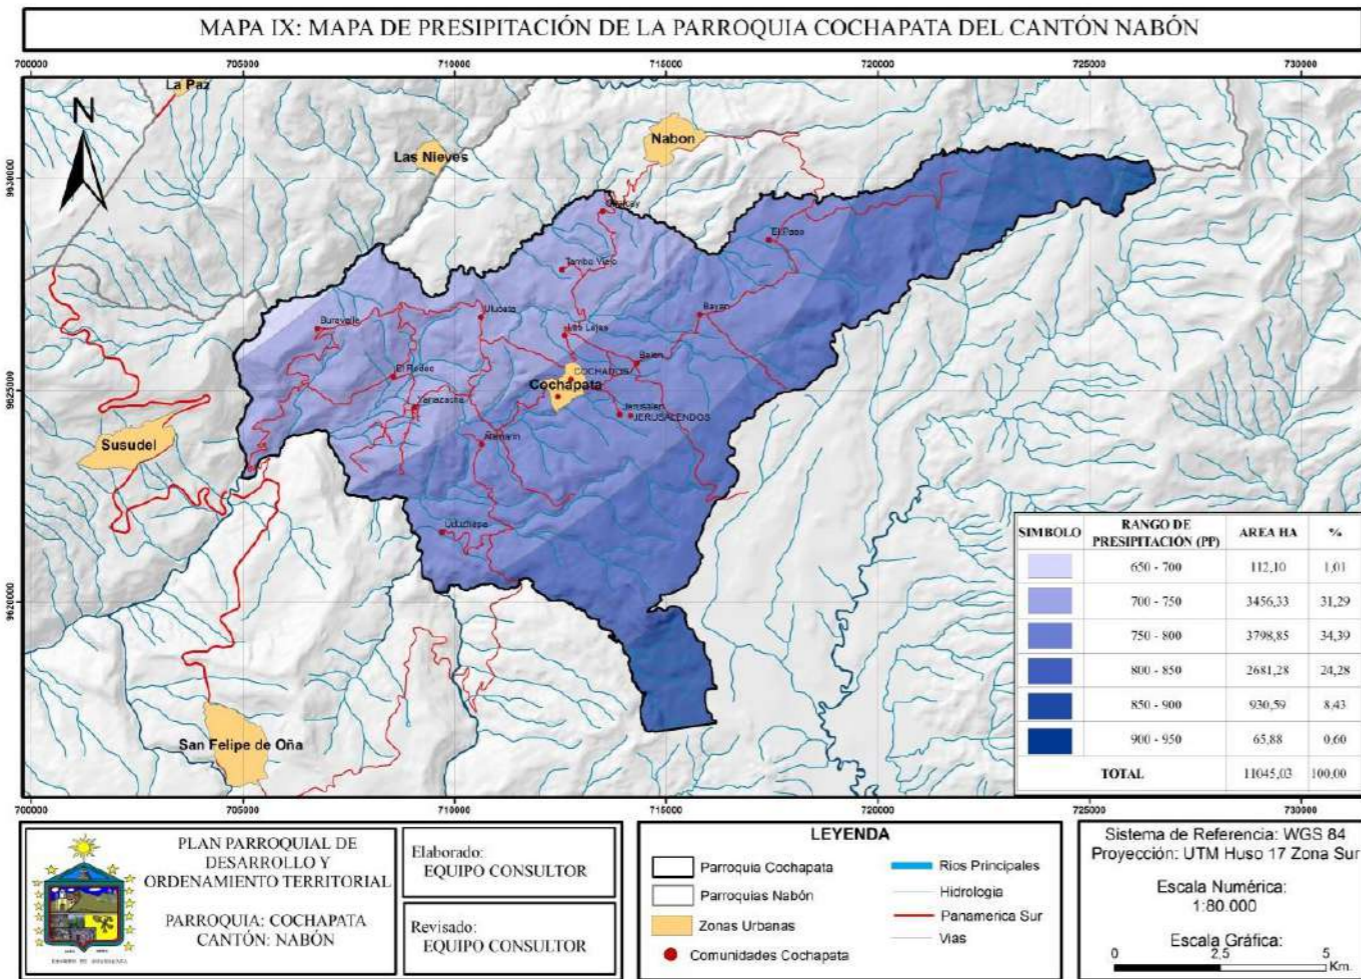 MAPA IX: MAPA DE PRESIPITACIÓN DE LA PARROQUIA COCHAPATA DEL CANTÓN NABÓN
700000 705000 710000 715000 720000 725000 730000
La Paz
N
Nabon
Las Nieves
9630000
El Paso
Tambo Viejo
Bayan
Ulucata
Buravalle
Las Lajas
Belen
El Rodeo
COCHADOS
9625000
Cochapata
Yanazacha
Jerusalen
JERUSALENDOS
Susudel
Uduzhapa
9620000
San Felipe de Oña
SIMBOLO RANGO DE PRESIPITACIÓN (PP) AREA HA %
650 - 700 112,10 1,01
700 - 750 3456,33 31,29
750 - 800 3798,85 34,39
800 - 850 2681,28 24,28
850 - 900 930,59 8,43
900 - 950 65,88 0,60
TOTAL 11045,03 100,00
700000 705000 710000 715000 720000 725000 730000
PLAN PARROQUIAL DE
DESARROLLO Y
ORDENAMIENTO TERRITORIAL
PARROQUIA: COCHAPATA
CANTÓN: NABÓN
Elaborado:
EQUIPO CONSULTOR
Revisado:
EQUIPO CONSULTOR
LEYENDA
Parroquia Cochapata
Parroquias Nabón
Zonas Urbanas
Comunidades Cochapata
Rios Principales
Hidrologia
Panamerica Sur
Vias
Sistema de Referencia: WGS 84
Proyección: UTM Huso 17 Zona Sur
Escala Numérica:
1:80.000
Escala Gráfica:
0 2,5 5
Km